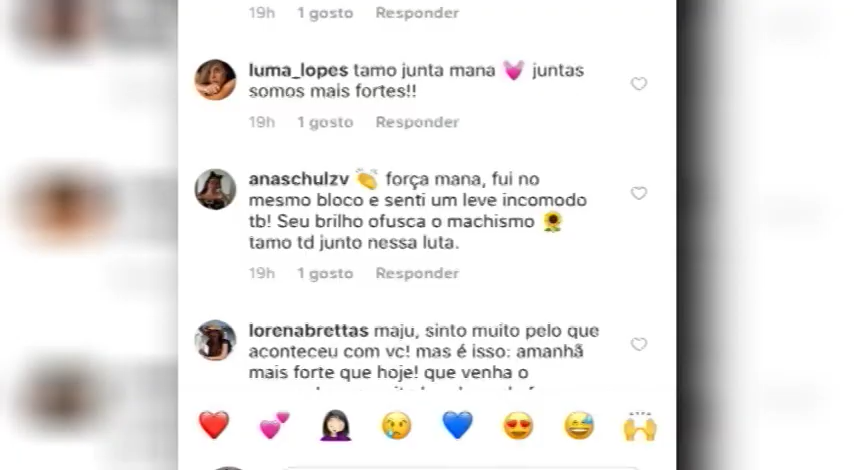 19h 1 gosto Responder
luma_lopes tamo junta mana 💓 juntas
somos mais fortes!!
19h 1 gosto Responder
anaschulzv 👏 força mana, fui no
mesmo bloco e senti um leve incomodo
tb! Seu brilho ofusca o machismo 🌻
tamo td junto nessa luta.
19h 1 gosto Responder
lorenabrettas maju, sinto muito pelo que
aconteceu com vc! mas é isso: amanhã
mais forte que hoje! que venha o